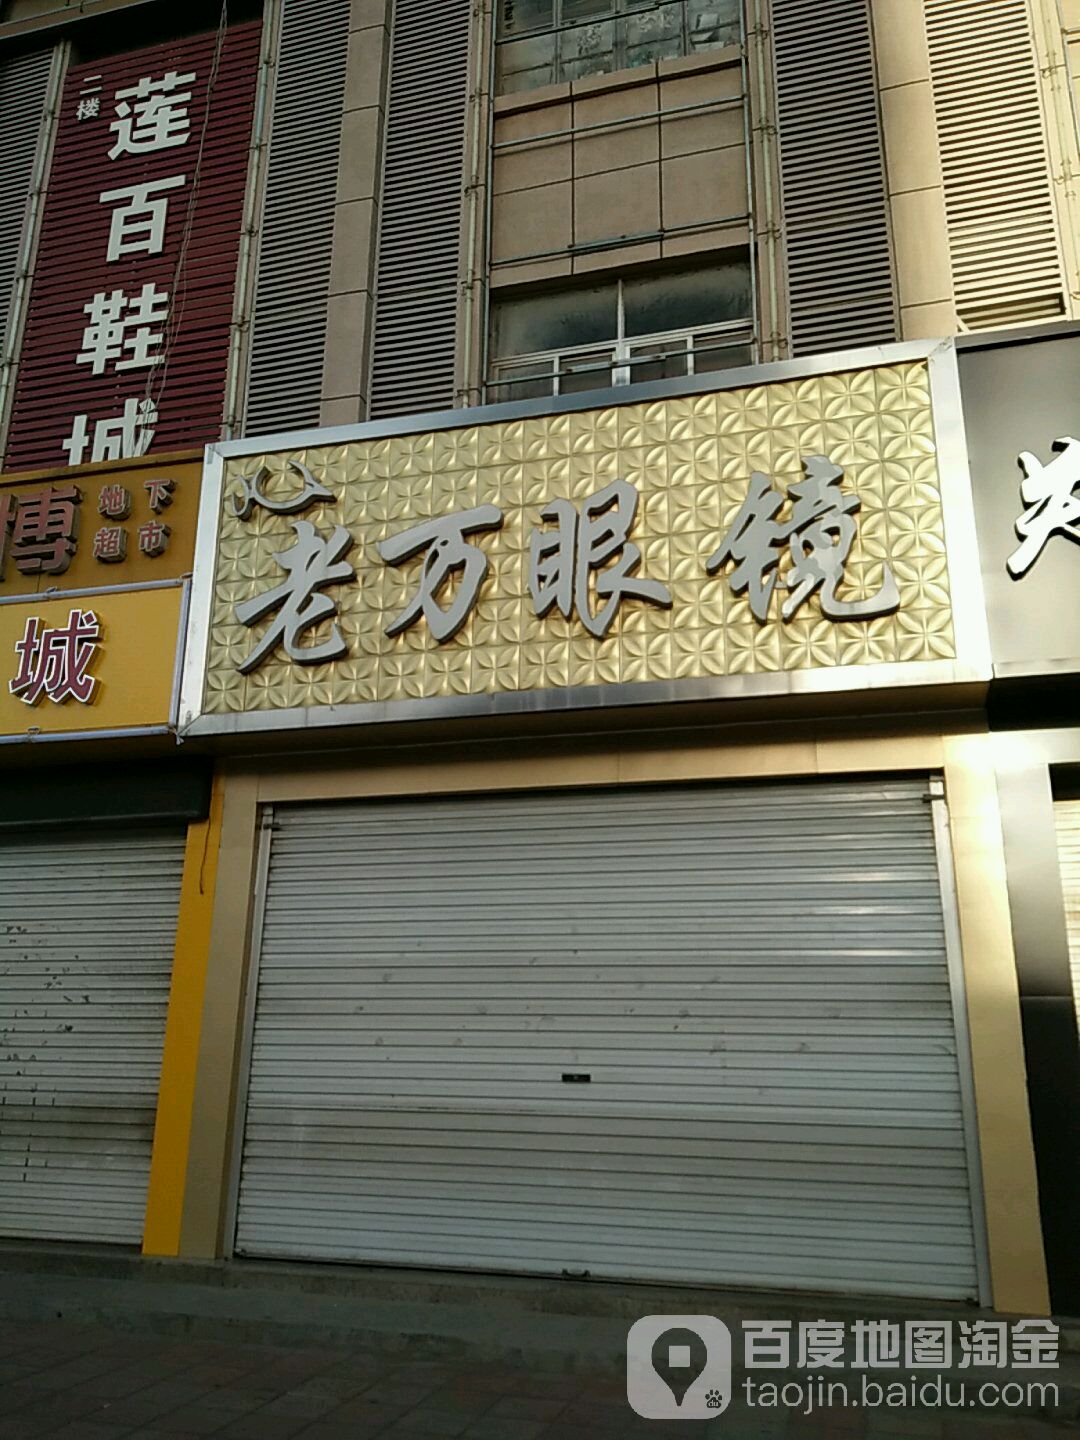 二楼
莲百鞋城
博
地下
超市
城
老万眼镜
百度地图淘金
taojin.baidu.com